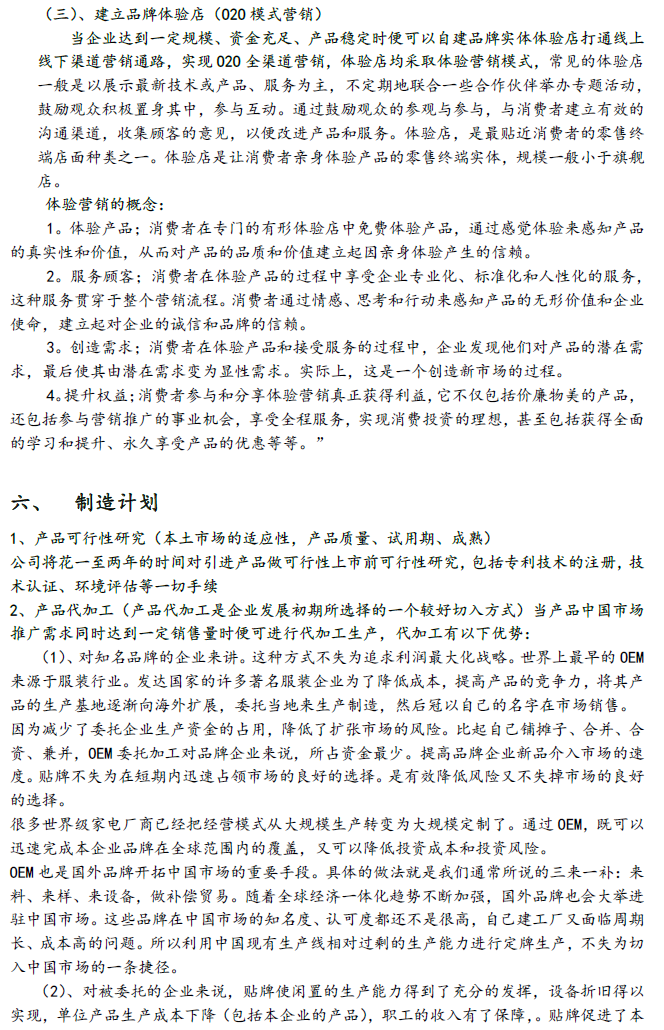 (三)、建立品牌体验店（O2O 模式营销）
当企业达到一定规模、资金充足、产品稳定时便可以自建品牌实体体验店打通线上
线下渠道营销通路，实现 O2O 全渠道营销，体验店均采取体验营销模式，常见的体验店
一般是以展示最新技术或产品、服务为主，不定期地联合一些合作伙伴举办专题活动，
鼓励观众积极置身其中，参与互动。通过鼓励观众的参观与参与，与消费者建立有效的
沟通渠道，收集顾客的意见，以便改进产品和服务。体验店，是最贴近消费者的零售终
端店面种类之一。体验店是让消费者亲身体验产品的零售终端实体，规模一般小于旗舰
店。
体验营销的概念：
1。体验产品；消费者在专门的有形体验店中免费体验产品，通过感觉体验来感知产品
的真实性和价值，从而对产品的品质和价值建立起因亲身体验产生的信赖。
2。服务顾客；消费者在体验产品的过程中享受企业专业化、标准化和人性化的服务，
这种服务贯穿于整个营销流程。消费者通过情感、思考和行动来感知产品的无形价值和企业
使命，建立起对企业的诚信和品牌的信赖。
3。创造需求；消费者在体验产品和接受服务的过程中，企业发现他们对产品的潜在需
求，最后使其由潜在需求变为显性需求。实际上，这是一个创造新市场的过程。
4。提升权益；消费者参与和分享体验营销真正获得利益，它不仅包括价廉物美的产品，
还包括参与营销推广的事业机会，享受全程服务，实现消费投资的理想，甚至包括获得全面
的学习和提升、永久享受产品的优惠等等。”
六、 制造计划
1、产品可行性研究（本土市场的适应性，产品质量、试用期、成熟）
公司将花一至两年的时间对引进产品做可行性上市前可行性研究，包括专利技术的注册，技
术认证、环境评估等一切手续
2、产品代加工（产品代加工是企业发展初期所选择的一个较好切入方式）当产品中国市场
推广需求同时达到一定销售量时便可进行代加工生产，代加工有以下优势：
（1）、对知名品牌的企业来讲。这种方式不失为追求利润最大化战略。世界上最早的 OEM
来源于服装行业。发达国家的许多著名服装企业为了降低成本，提高产品的竞争力，将其产
品的生产基地逐渐向海外扩展，委托当地来生产制造，然后冠以自己的名字在市场销售。
因为减少了委托企业生产资金的占用，降低了扩张市场的风险。比起自己铺摊子、合并、合
资、兼并，OEM 委托加工对品牌企业来说，所占资金最少。提高品牌企业新品介入市场的速
度。贴牌不失为在短期内迅速占领市场的良好的选择。是有效降低风险又不失掉市场的良好
的选择。
很多世界级家电厂商已经把经营模式从大规模生产转变为大规模定制了。通过 OEM，既可以
迅速完成本企业品牌在全球范围内的覆盖，又可以降低投资成本和投资风险。
OEM 也是国外品牌开拓中国市场的重要手段。具体的做法就是我们通常所说的三来一补：来
料、来样、来设备，做补偿贸易。随着全球经济一体化趋势不断加强，国外品牌也会大举进
驻中国市场。这些品牌在中国市场的知名度、认可度都还不是很高，自己建工厂又面临周期
长、成本高的问题。所以利用中国现有生产线相对过剩的生产能力进行定牌生产，不失为切
入中国市场的一条捷径。
（2）、对被委托的企业来说，贴牌使闲置的生产能力得到了充分的发挥，设备折旧得以
实现，单位产品生产成本下降（包括本企业的产品），职工的收入有了保障，。贴牌促进了本